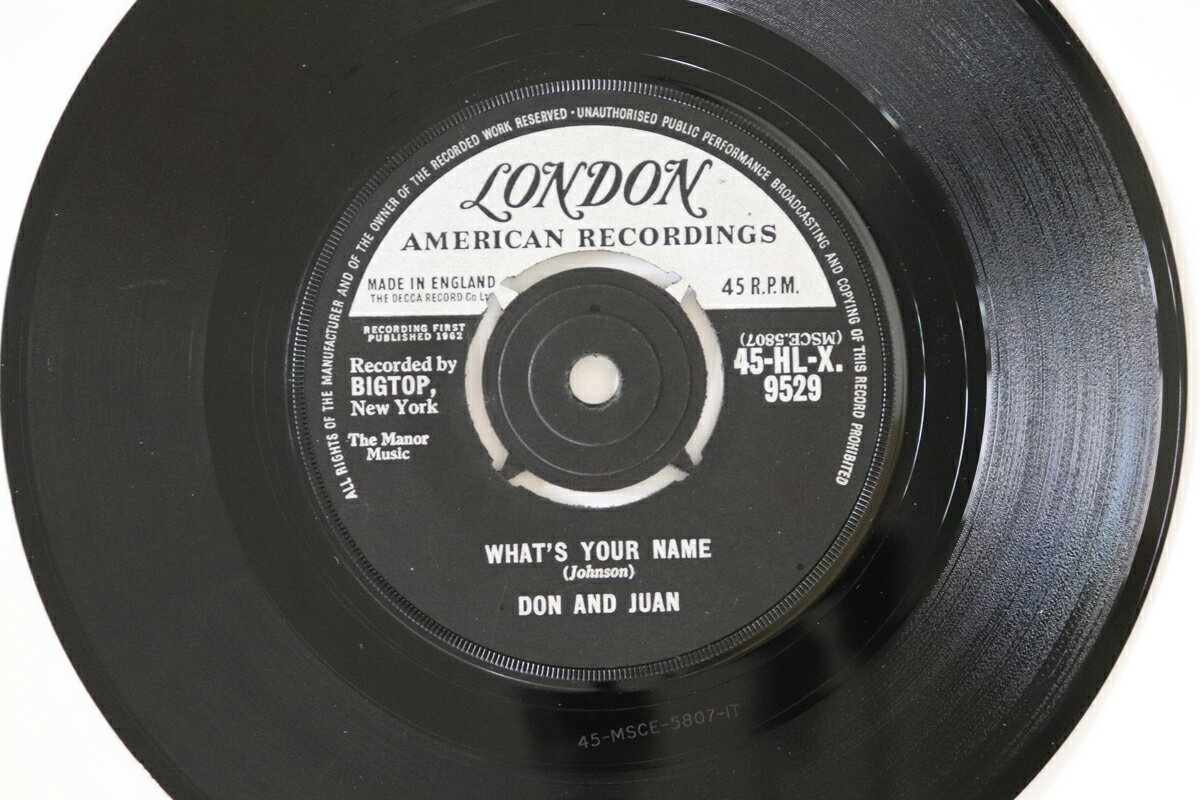 ALL RIGHTS OF THE MANUFACTURER AND OF THE OWNER OF THE RECORDED WORK RESERVED · UNAUTHORISED PUBLIC PERFORMANCE BROADCASTING AND COPYING OF THIS RECORD PROHIBITED
LONDON
AMERICAN RECORDINGS
MADE IN ENGLAND
THE DECCA RECORD Co
45 R.P.M.
RECORDING FIRST
PUBLISHED 1962
(MSCE.5807)
Recorded by
BIGTOP,
New York
45-HL-X.
9529
The Manor
Music
WHAT'S YOUR NAME
(Johnson)
DON AND JUAN
45-MSCE-5807-1T